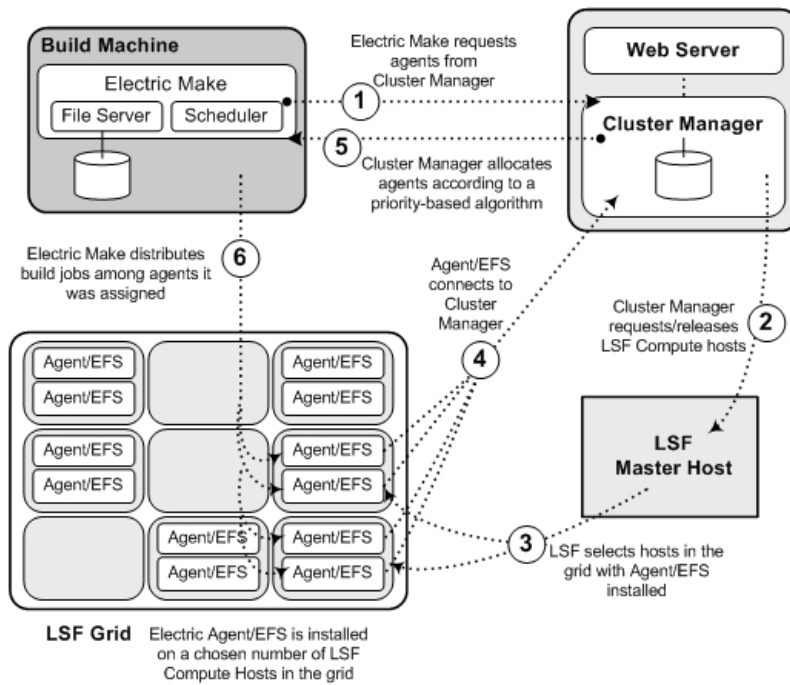 Build Machine
Electric Make
File Server
Scheduler
Electric Make requests
agents from
Cluster Manager
1
Web Server
Cluster Manager
5
Cluster Manager allocates
agents according to a
priority-based algorithm
6
Electric Make distributes
build jobs among agents it
was assigned
Agent/EFS
connects to
Cluster
Manager
4
Cluster Manager
requests/releases
LSF Compute hosts
2
Agent/EFS
Agent/EFS
Agent/EFS
Agent/EFS
Agent/EFS
Agent/EFS
Agent/EFS
Agent/EFS
Agent/EFS
Agent/EFS
Agent/EFS
Agent/EFS
LSF
Master Host
3
LSF selects hosts in the
grid with Agent/EFS
installed
LSF Grid
Electric Agent/EFS is installed
on a chosen number of LSF
Compute Hosts in the grid